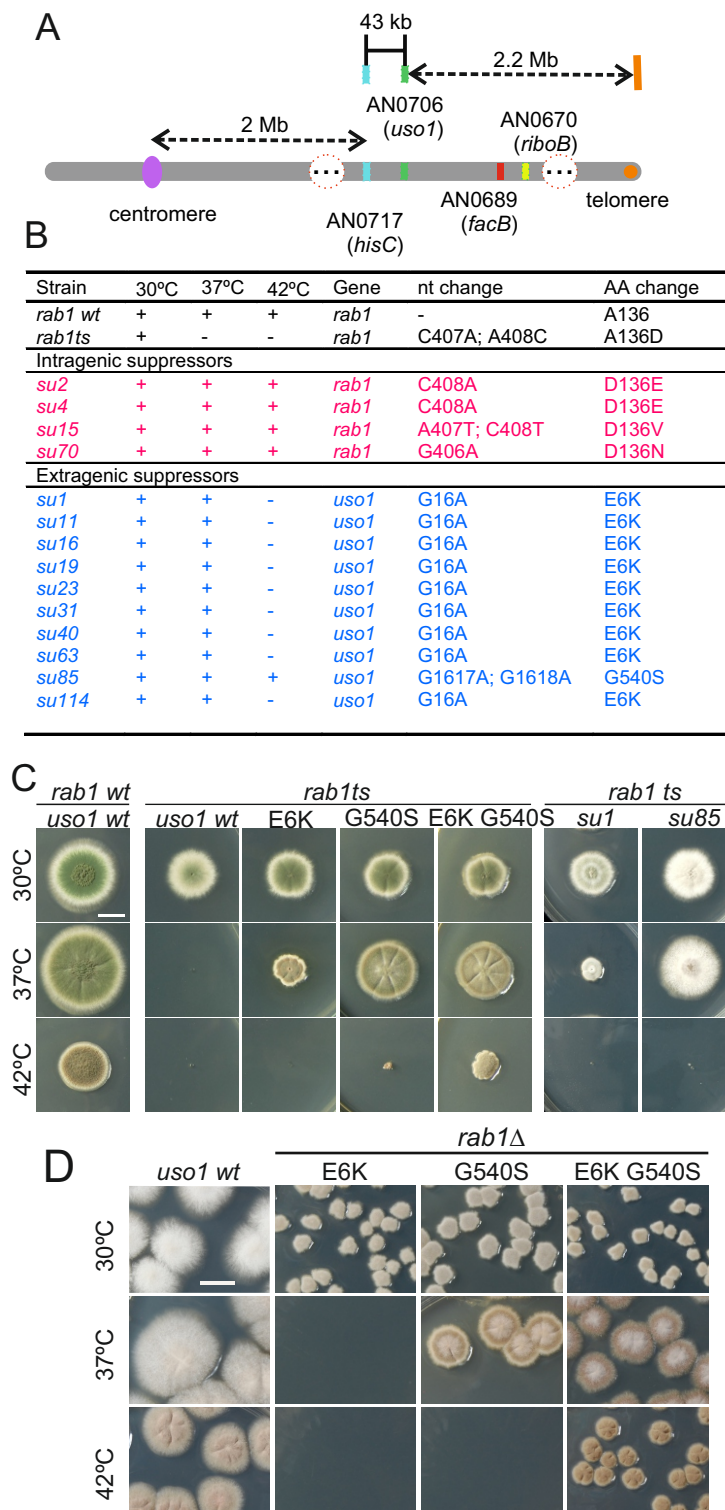 A
43 kb
2.2 Mb
AN0706
(uso1)
AN0670
(riboB)
2 Mb
...
...
centromere
AN0717
(hisC)
AN0689
(facB)
telomere
B
Strain 30ºC 37ºC 42ºC Gene nt change AA change
rab1 wt + + + rab1 - A136
rab1ts + - - rab1 C407A; A408C A136D
Intragenic suppressors
su2 + + + rab1 C408A D136E
su4 + + + rab1 C408A D136E
su15 + + + rab1 A407T; C408T D136V
su70 + + + rab1 G406A D136N
Extragenic suppressors
su1 + + - uso1 G16A E6K
su11 + + - uso1 G16A E6K
su16 + + - uso1 G16A E6K
su19 + + - uso1 G16A E6K
su23 + + - uso1 G16A E6K
su31 + + - uso1 G16A E6K
su40 + + - uso1 G16A E6K
su63 + + - uso1 G16A E6K
su85 + + + uso1 G1617A; G1618A G540S
su114 + + - uso1 G16A E6K
C
rab1 wt rab1ts rab1 ts
uso1 wt uso1 wt E6K G540S E6K G540S su1 su85
30ºC
37ºC
42ºC
D
rab1Δ
uso1 wt E6K G540S E6K G540S
30ºC
37ºC
42ºC